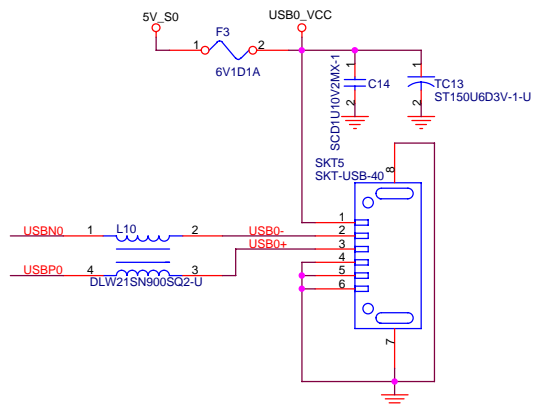 5V_S0
USB0_VCC
F3
1
2
6V1D1A
SCD1U10V2MX-1
1
C14
2
1
TC13
ST150U6D3V-1-U
2
SKT5
SKT-USB-40
8
USBN0
1
L10
2
USB0-
1
2
USB0+
3
USBP0
4
3
4
5
6
DLW21SN900SQ2-U
7